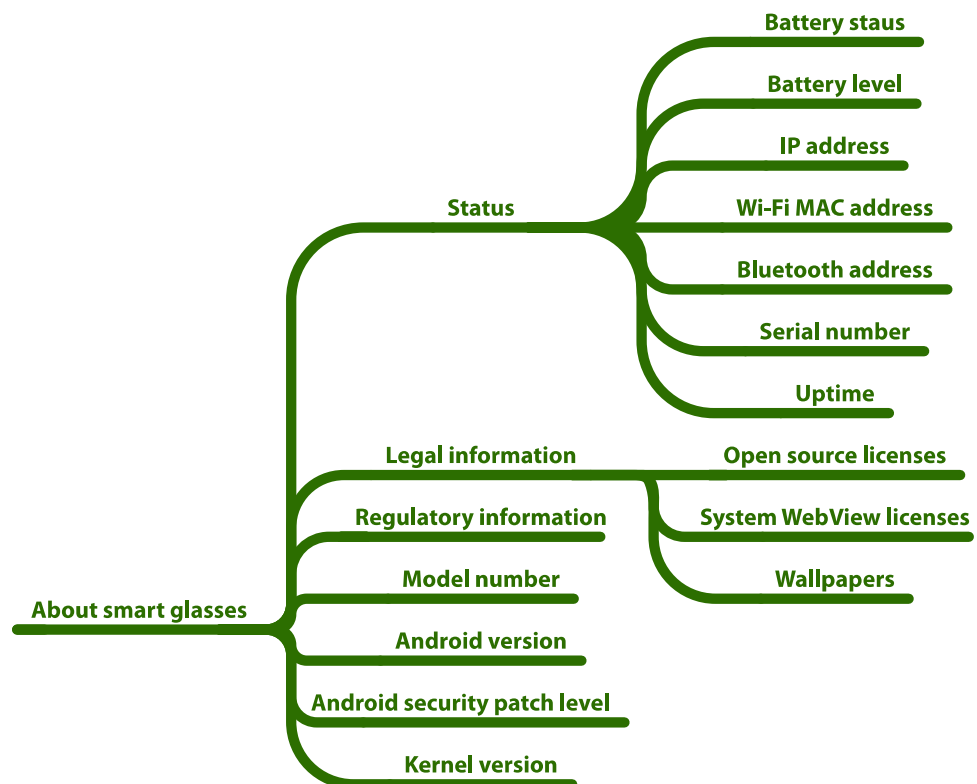 Battery staus
Battery level
IP address
Status
Wi-Fi MAC address
Bluetooth address
Serial number
Uptime
Legal information
Open source licenses
Regulatory information
System WebView licenses
Model number
Wallpapers
About smart glasses
Android version
Android security patch level
Kernel version